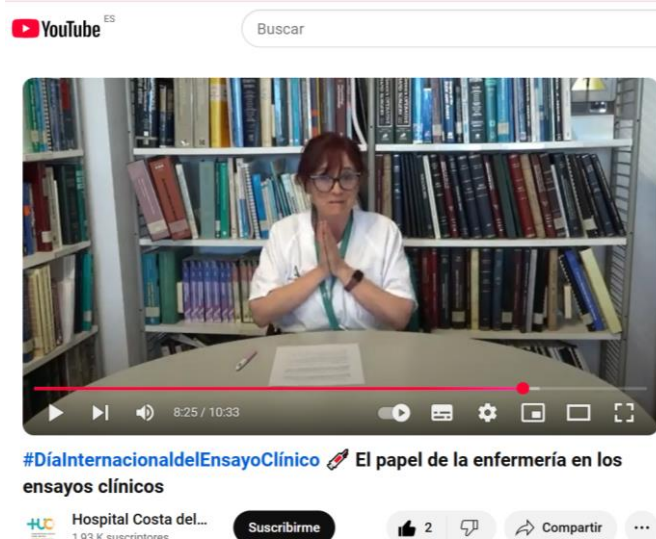 YouTube ES
Buscar
8:25 / 10:33
#DíaInternacionaldelEnsayoClínico 💉 El papel de la enfermería en los
ensayos clínicos
Hospital Costa del...
1,93 K suscriptores
Suscribirme
2
Compartir